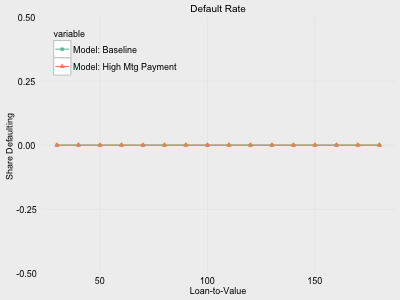 Default Rate
variable
Model: Baseline
Model: High Mtg Payment
Share Defaulting
0.50
0.25
0.00
-0.25
-0.50
50 100 150
Loan-to-Value